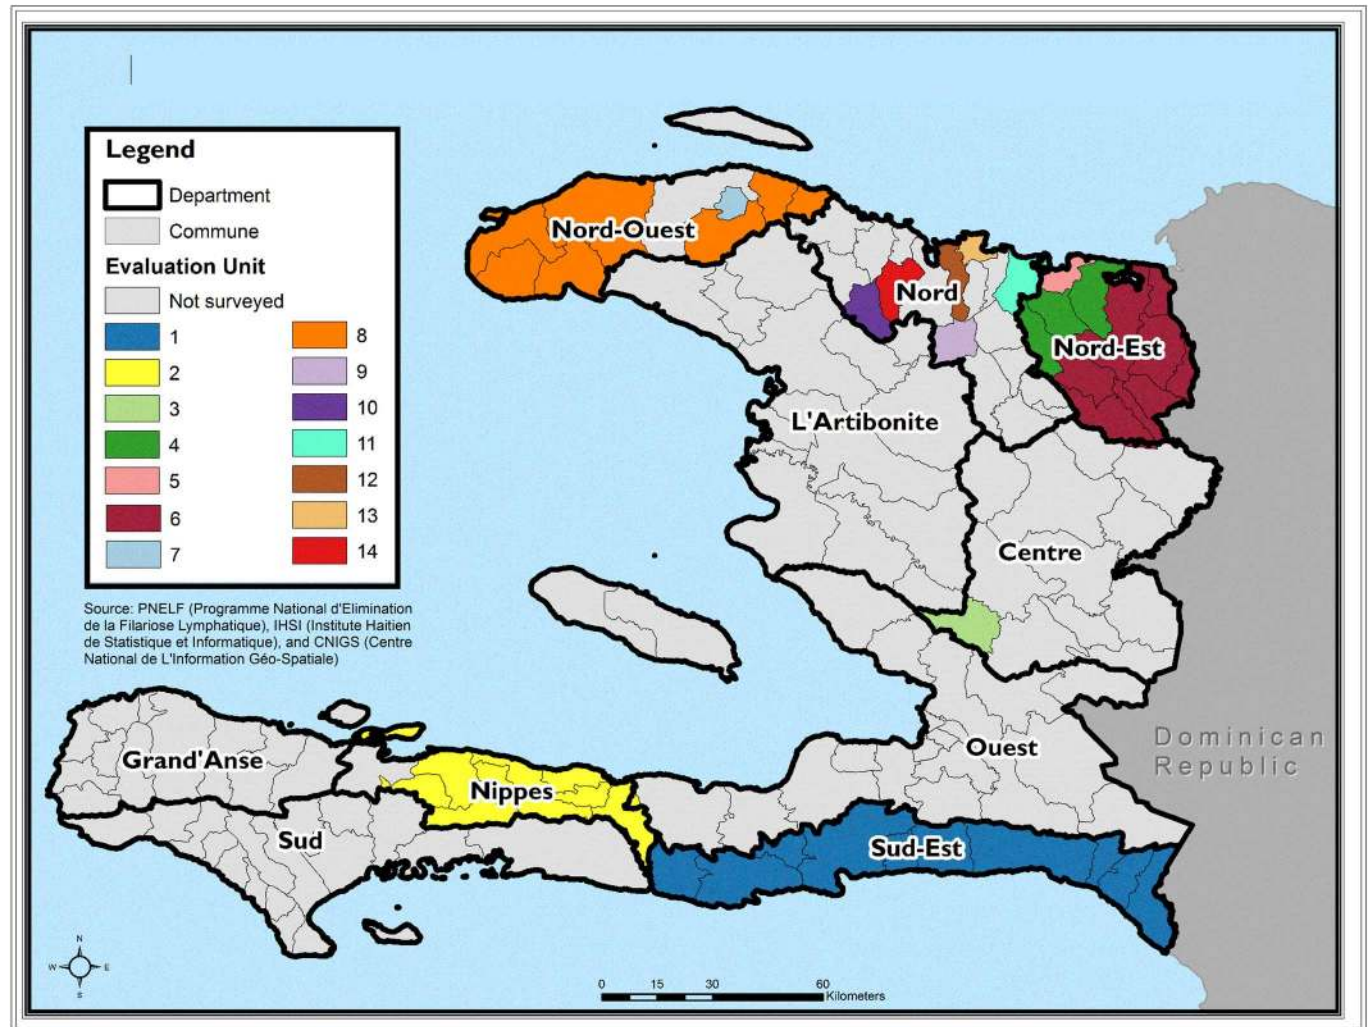 Legend
Department
Commune
Evaluation Unit
Not surveyed
1
2
3
4
5
6
7
8
9
10
11
12
13
14
Source: PNELF (Programme National d'Elimination
de la Filariose Lymphatique), IHSI (Institute Haitien
de Statistique et Informatique), and CNIGS (Centre
National de L'Information Géo-Spatiale)
Nord-Ouest
Nord
Nord-Est
L'Artibonite
Centre
Ouest
Dominican
Republic
Grand'Anse
Nippes
Sud
Sud-Est
N
W
E
S
0 15 30 60
Kilometers